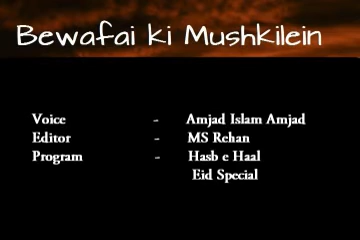 Bewafai ki Mushkilein
Voice - Amjad Islam Amjad
Editor - MS Rehan
Program - Hasb e Haal
Eid Special